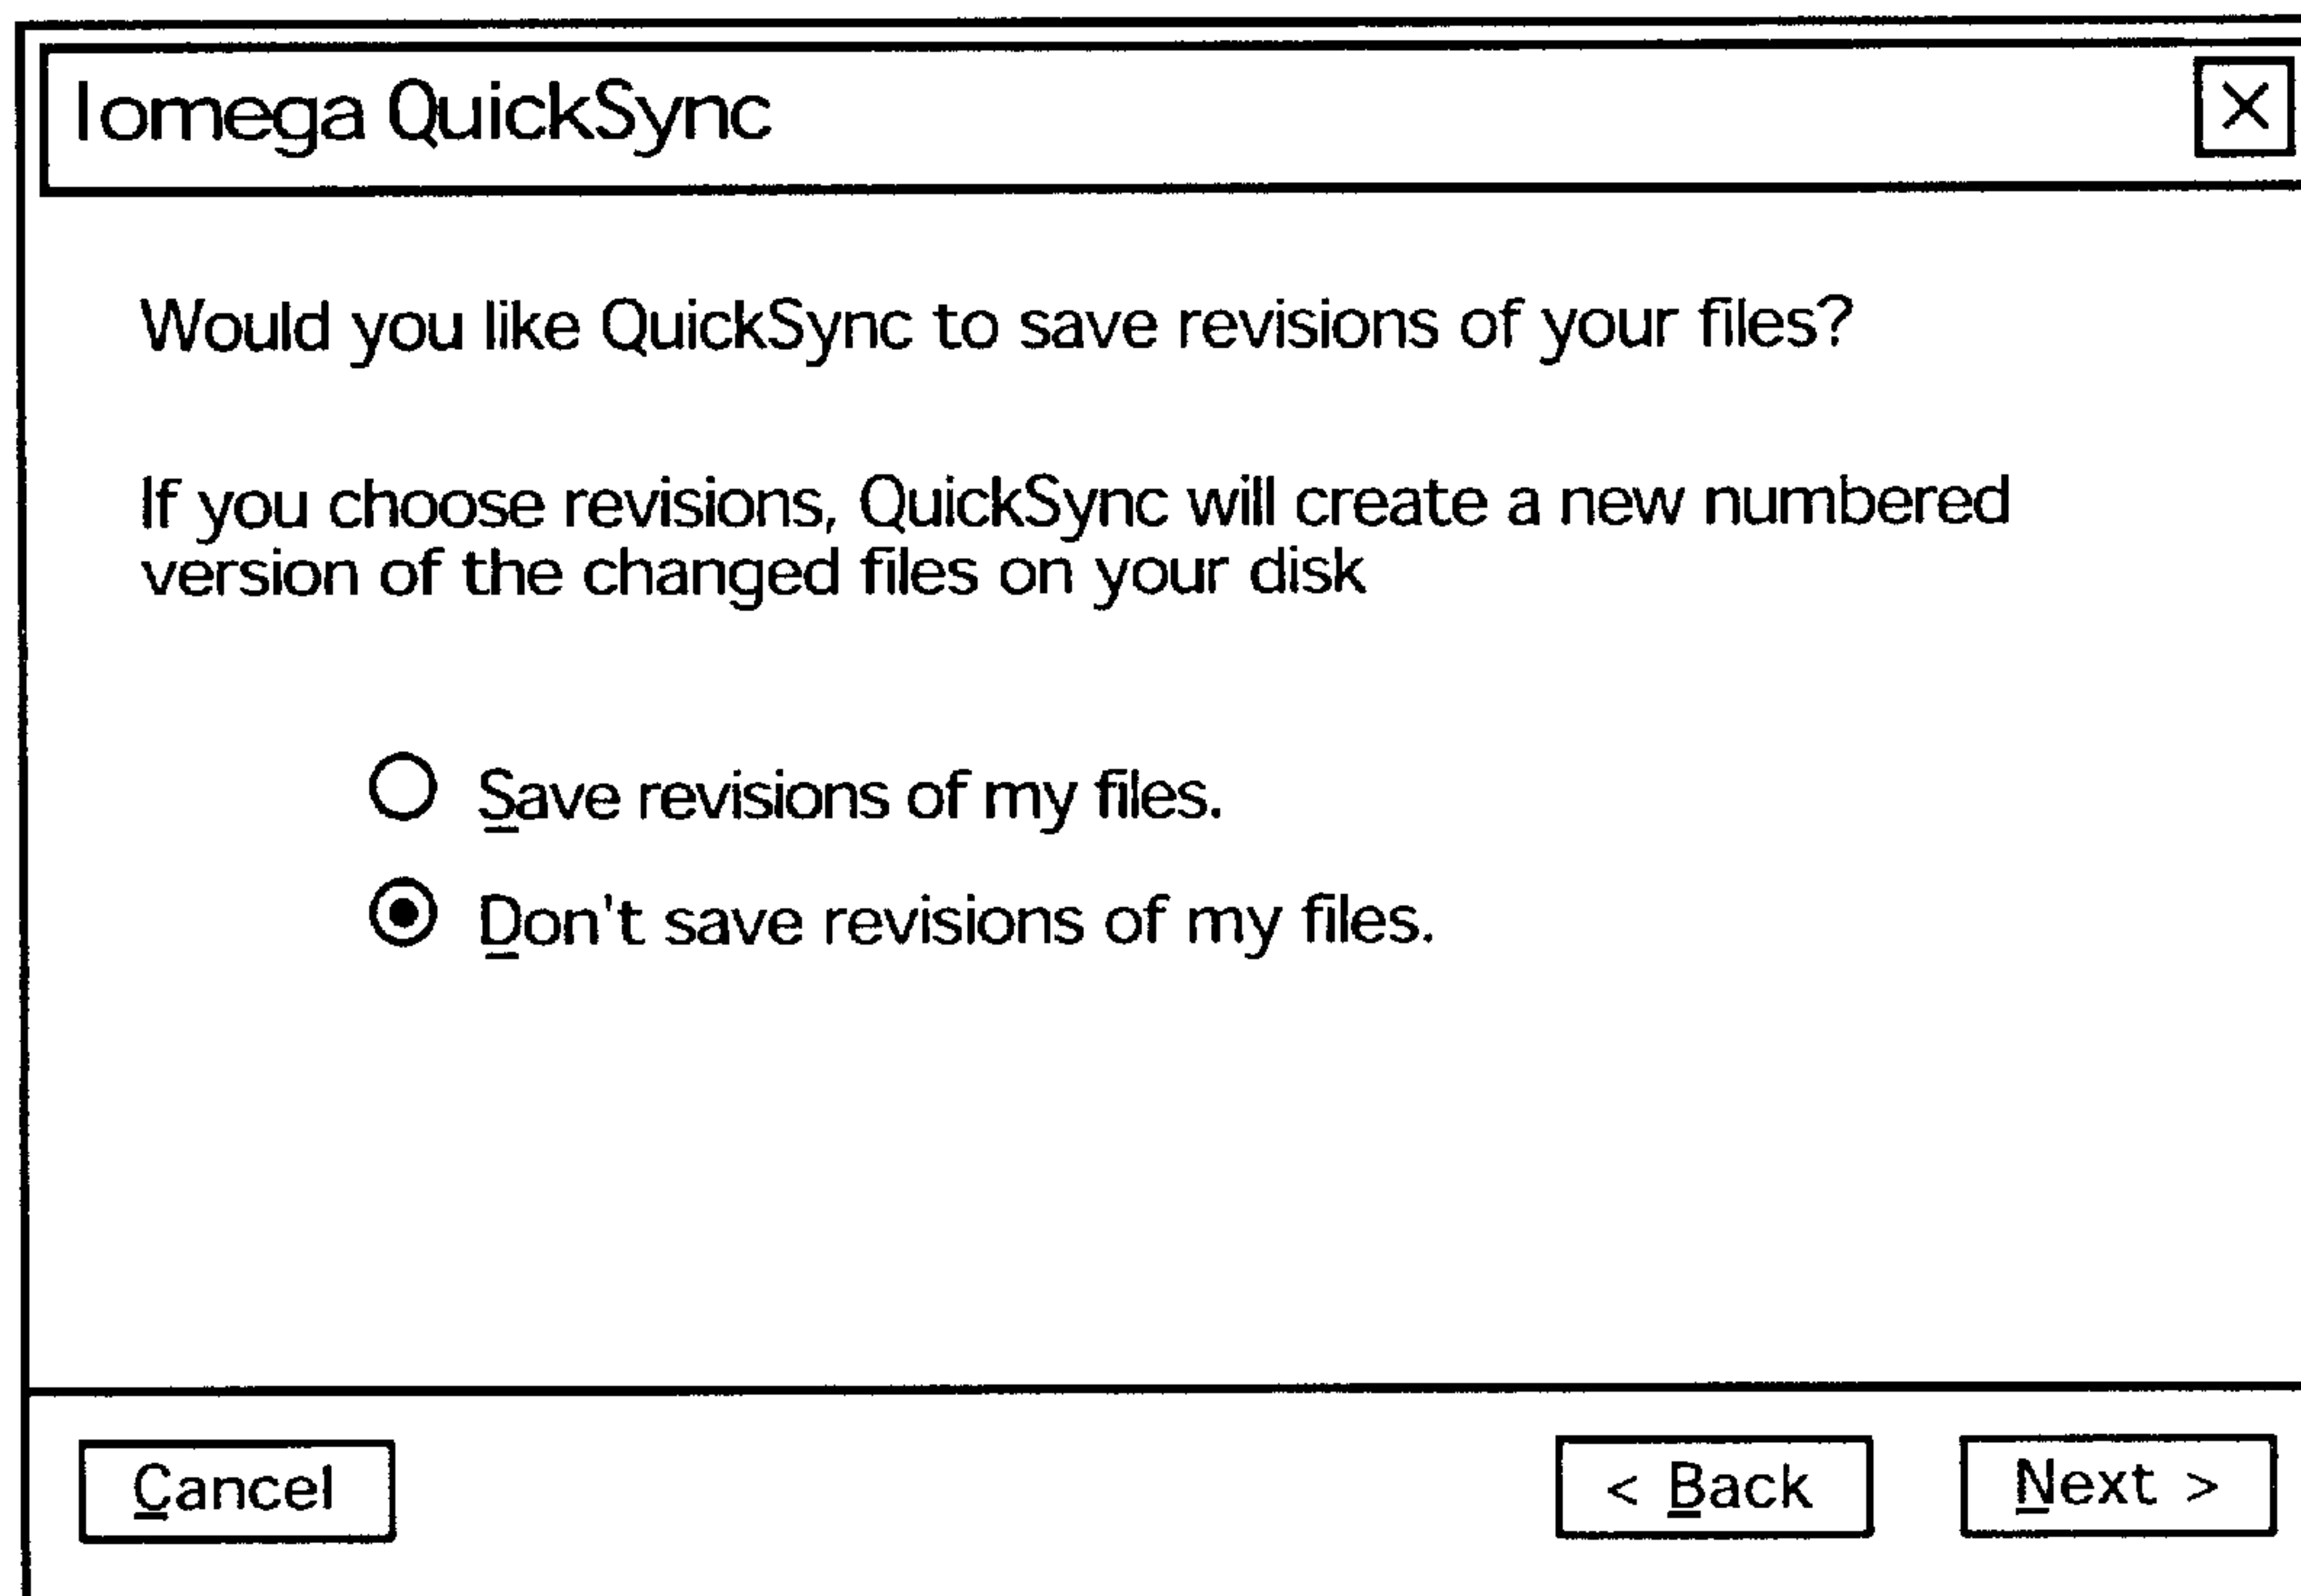 Iomega QuickSync
Would you like QuickSync to save revisions of your files?
If you choose revisions, QuickSync will create a new numbered
version of the changed files on your disk
Save revisions of my files.
Don't save revisions of my files.
Cancel
< Back
Next >